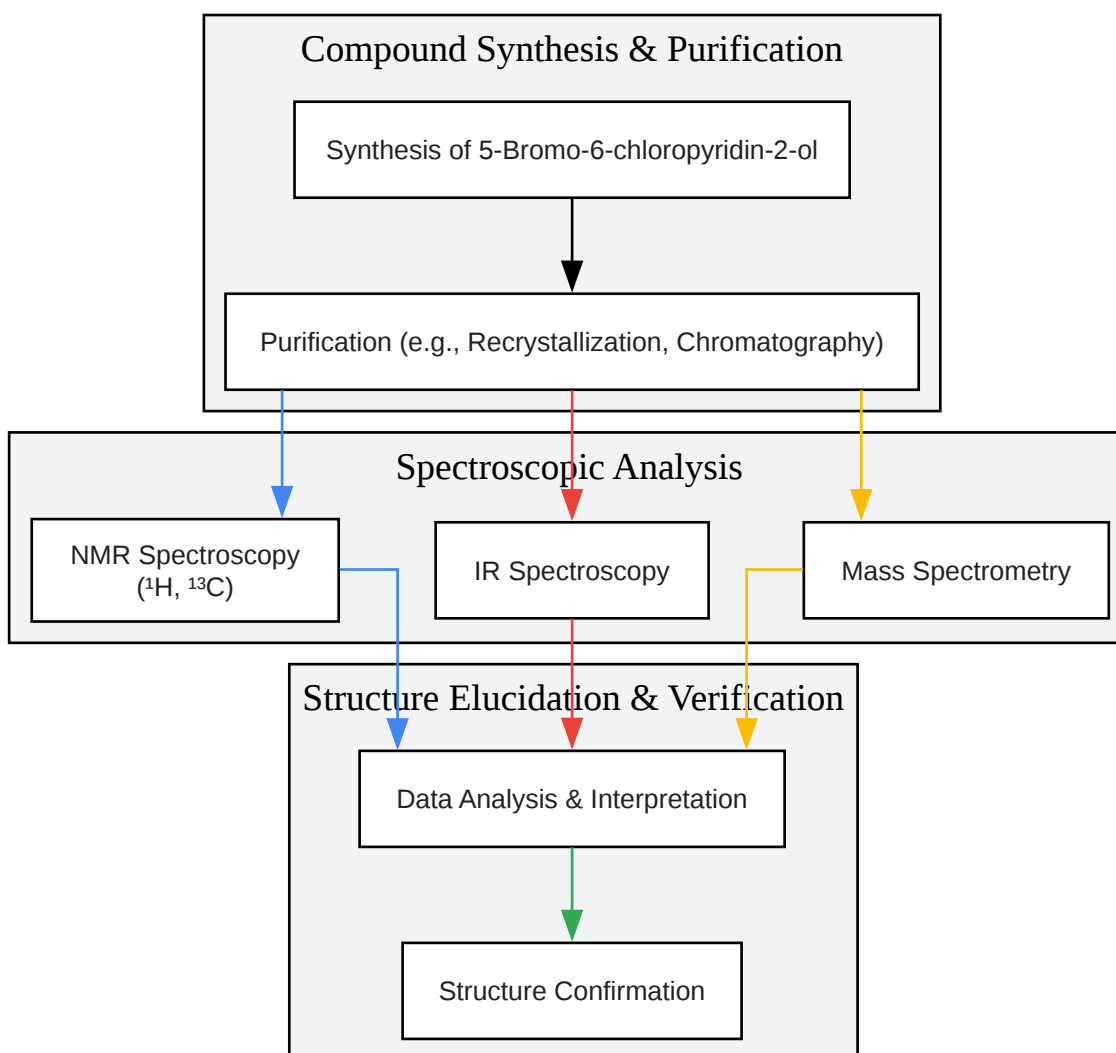 Compound Synthesis & Purification
Synthesis of 5-Bromo-6-chloropyridin-2-ol
Purification (e.g., Recrystallization, Chromatography)
Spectroscopic Analysis
NMR Spectroscopy
(¹H, ¹³C)
IR Spectroscopy
Mass Spectrometry
Structure Elucidation & Verification
Data Analysis & Interpretation
Structure Confirmation